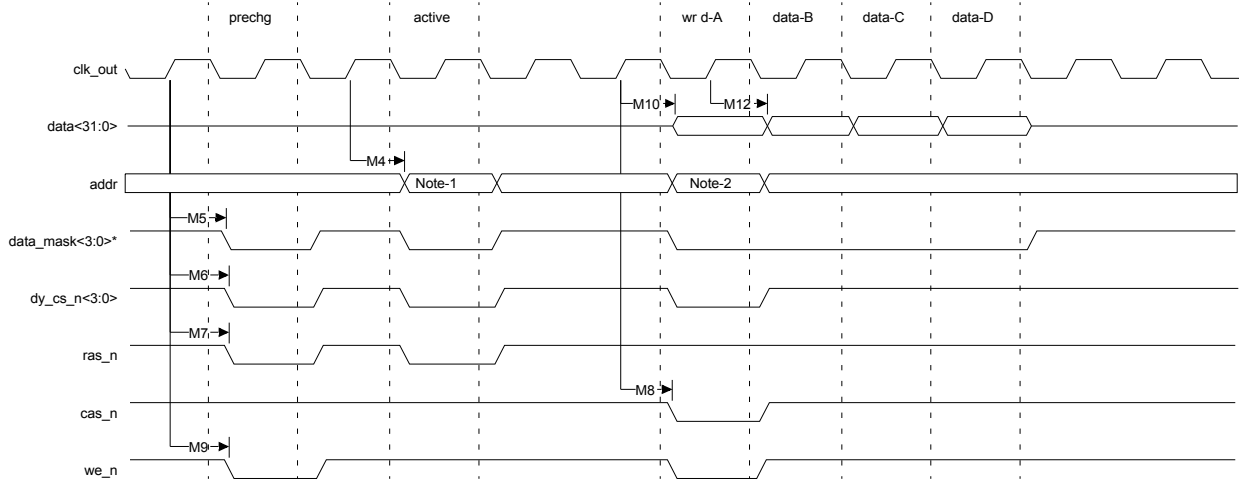 prechg active wr d-A data-B data-C data-D
clk_out
M10 M12
data<31:0>
M4
addr Note-1 Note-2
M5
data_mask<3:0>*
M6
dy_cs_n<3:0>
M7
ras_n
M8
cas_n
M9
we_n